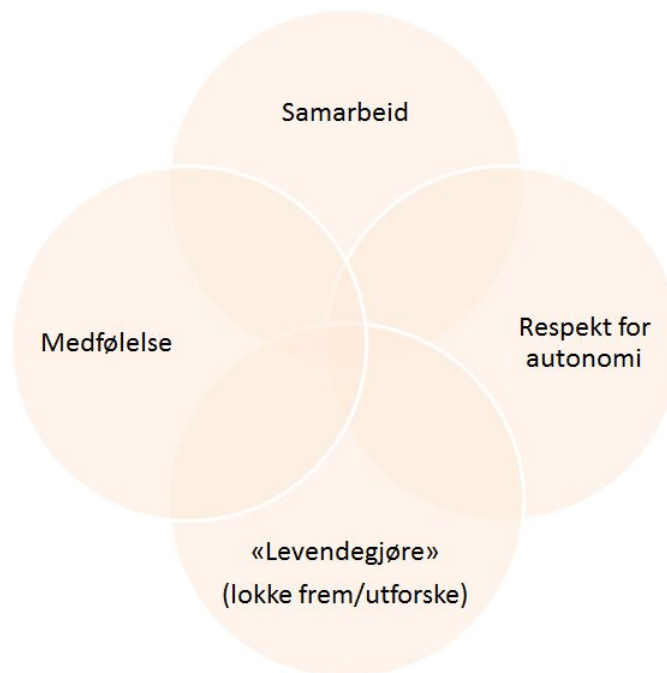 Samarbeid
Medfølelse
Respekt for
autonomi
«Levendegjøre»
(lokke frem/utforske)